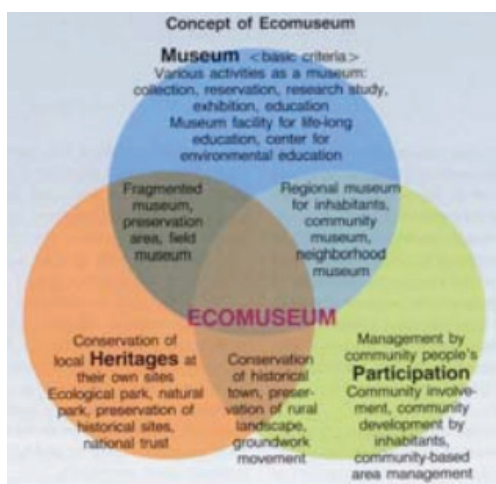 Concept of Ecomuseum
Museum <basic criteria>
Various activities as a museum:
collection, reservation, research study,
exhibition, education
Museum facility for life-long
education, center for
environmental education
Fragmented
museum,
preservation
area, field
museum
Regional museum
for inhabitants,
community
museum,
neighborhood
museum
ECOMUSEUM
Conservation of
local Heritages at
their own sites
Ecological park, natural
park, preservation of
historical sites,
national trust
Conservation
of historical
town, preser-
vation of rural
landscape,
groundwork
movement
Management by
community people's
Participation
Community involve-
ment, community
development by
inhabitants,
community-based
area management